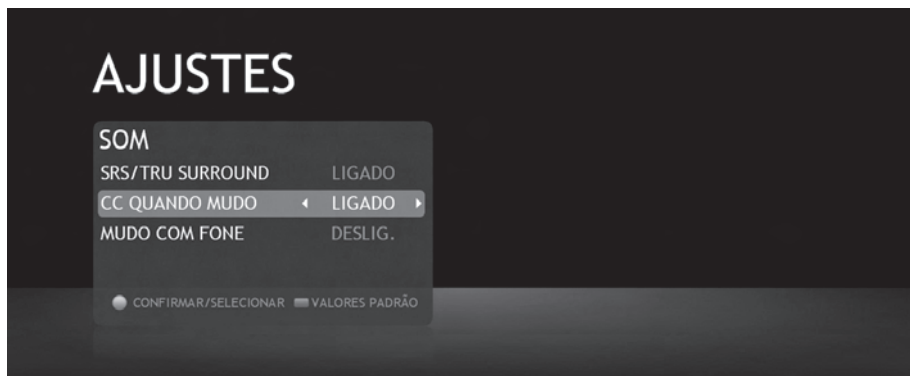 AJUSTES
SOM
SRS/TRU SURROUND LIGADO
CC QUANDO MUDO LIGADO
MUDO COM FONE DESLIG.
CONFIRMAR/SELECIONAR VALORES PADRÃO